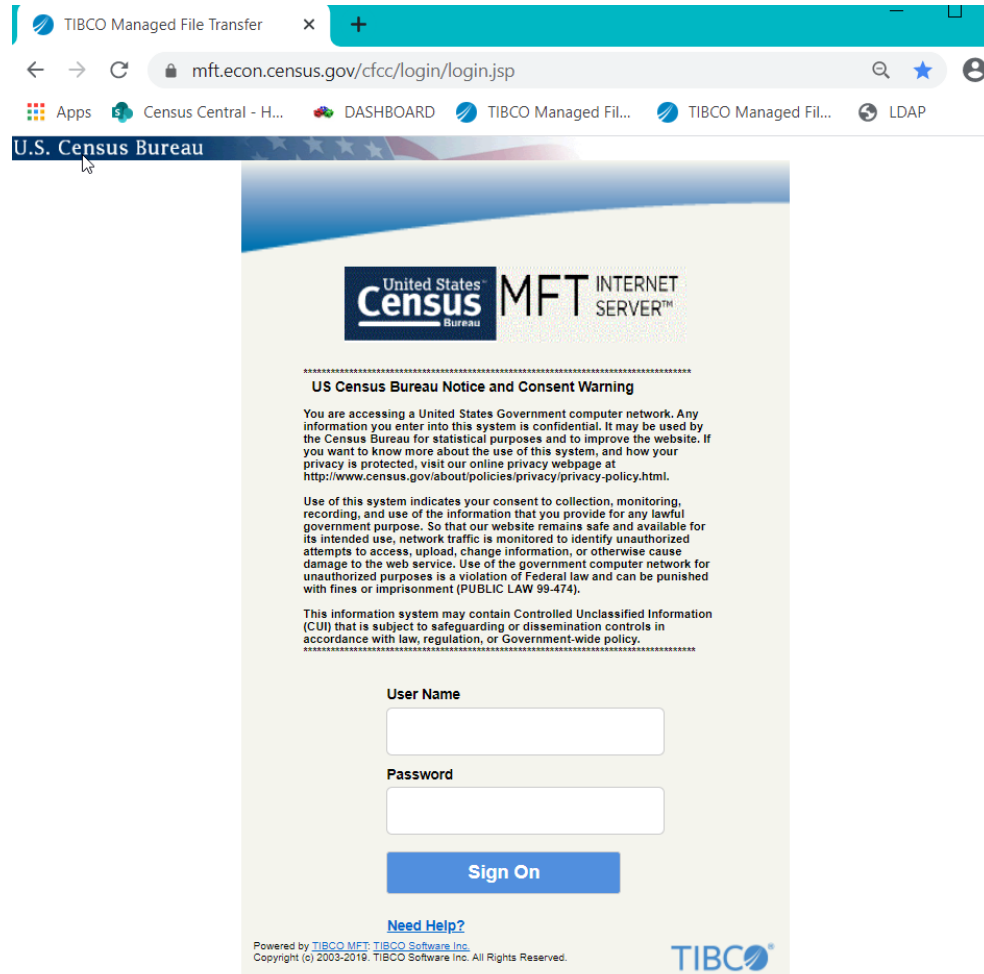 TIBCO Managed File Transfer
mft.econ.census.gov/cfcc/login/login.jsp
Apps Census Central - H... DASHBOARD TIBCO Managed Fil... TIBCO Managed Fil... LDAP
U.S. Census Bureau
United States Census Bureau
MFT INTERNET SERVER™
************************************************************************************
US Census Bureau Notice and Consent Warning
You are accessing a United States Government computer network. Any
information you enter into this system is confidential. It may be used by
the Census Bureau for statistical purposes and to improve the website. If
you want to know more about the use of this system, and how your
privacy is protected, visit our online privacy webpage at
http://www.census.gov/about/policies/privacy/privacy-policy.html.
Use of this system indicates your consent to collection, monitoring,
recording, and use of the information that you provide for any lawful
government purpose. So that our website remains safe and available for
its intended use, network traffic is monitored to identify unauthorized
attempts to access, upload, change information, or otherwise cause
damage to the web service. Use of the government computer network for
unauthorized purposes is a violation of Federal law and can be punished
with fines or imprisonment (PUBLIC LAW 99-474).
This information system may contain Controlled Unclassified Information
(CUI) that is subject to safeguarding or dissemination controls in
accordance with law, regulation, or Government-wide policy.
*************************************************************************************
User Name
Password
Sign On
Need Help?
Powered by TIBCO MFT: TIBCO Software Inc.
Copyright (c) 2003-2019. TIBCO Software Inc. All Rights Reserved.
TIBCO®